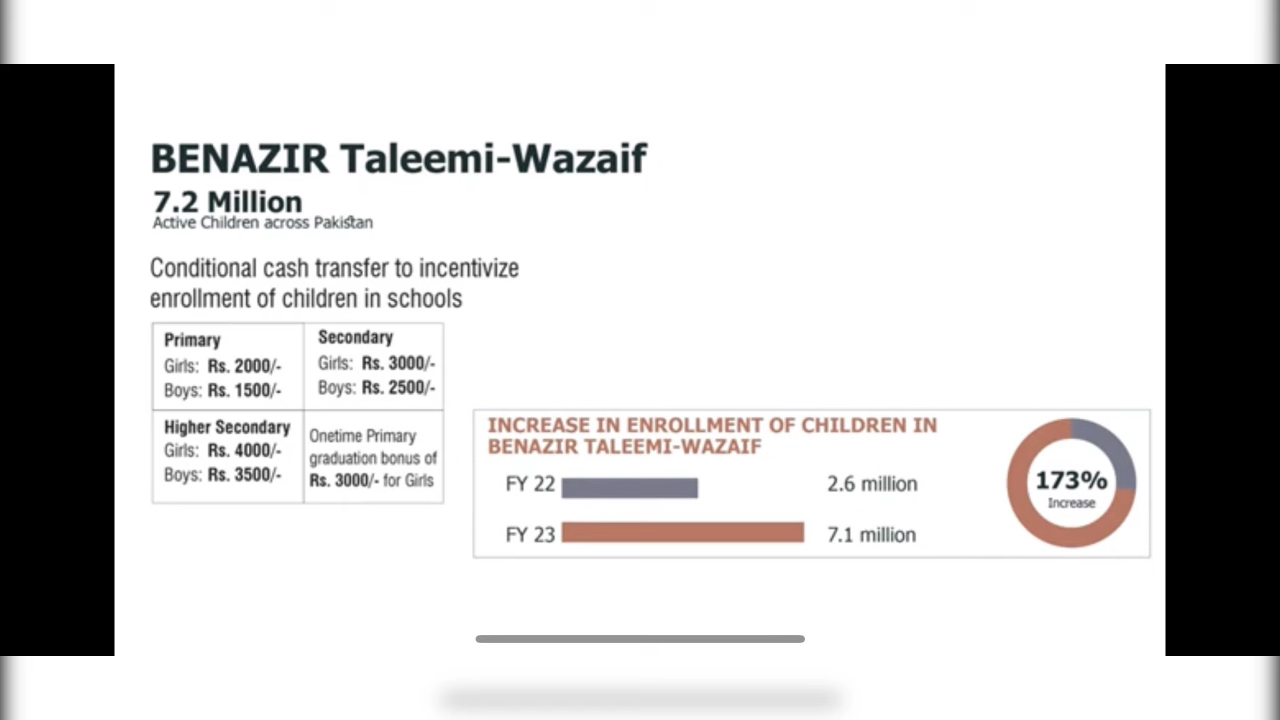 BENAZIR Taleemi-Wazaif
7.2 Million
Active Children across Pakistan
Conditional cash transfer to incentivize
enrollment of children in schools
Primary
Girls: Rs. 2000/-
Boys: Rs. 1500/-
Secondary
Girls: Rs. 3000/-
Boys: Rs. 2500/-
Higher Secondary
Girls: Rs. 4000/-
Boys: Rs. 3500/-
Onetime Primary
graduation bonus of
Rs. 3000/- for Girls
INCREASE IN ENROLLMENT OF CHILDREN IN
BENAZIR TALEEMI-WAZAIF
FY 22 2.6 million
FY 23 7.1 million
173%
Increase